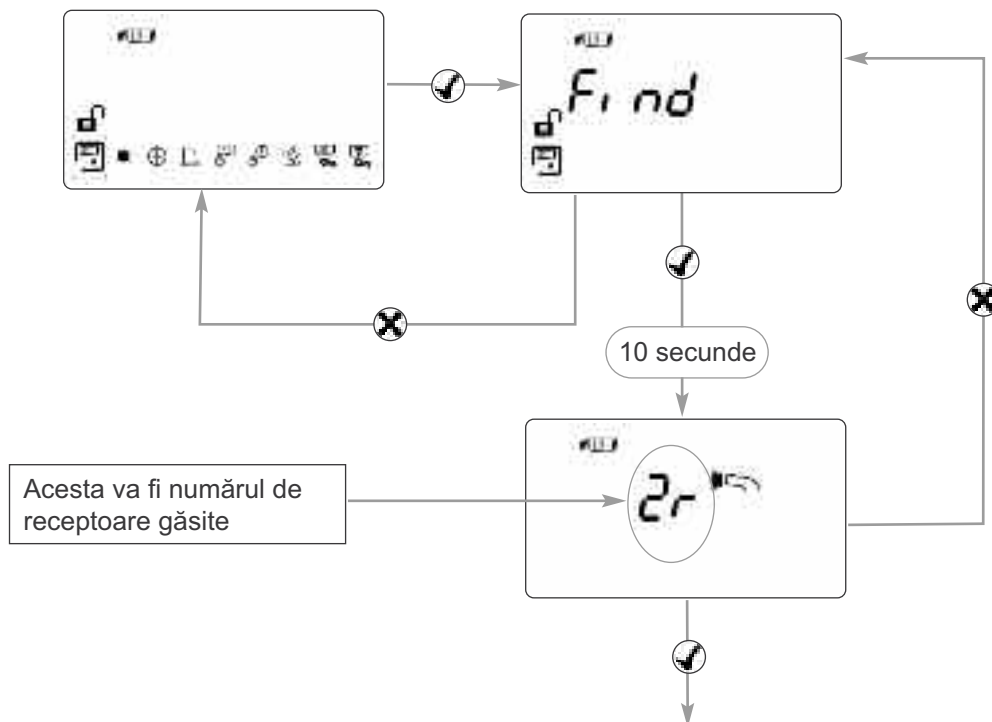 Find
10 secunde
2r
Acesta va fi numărul de
receptoare găsite